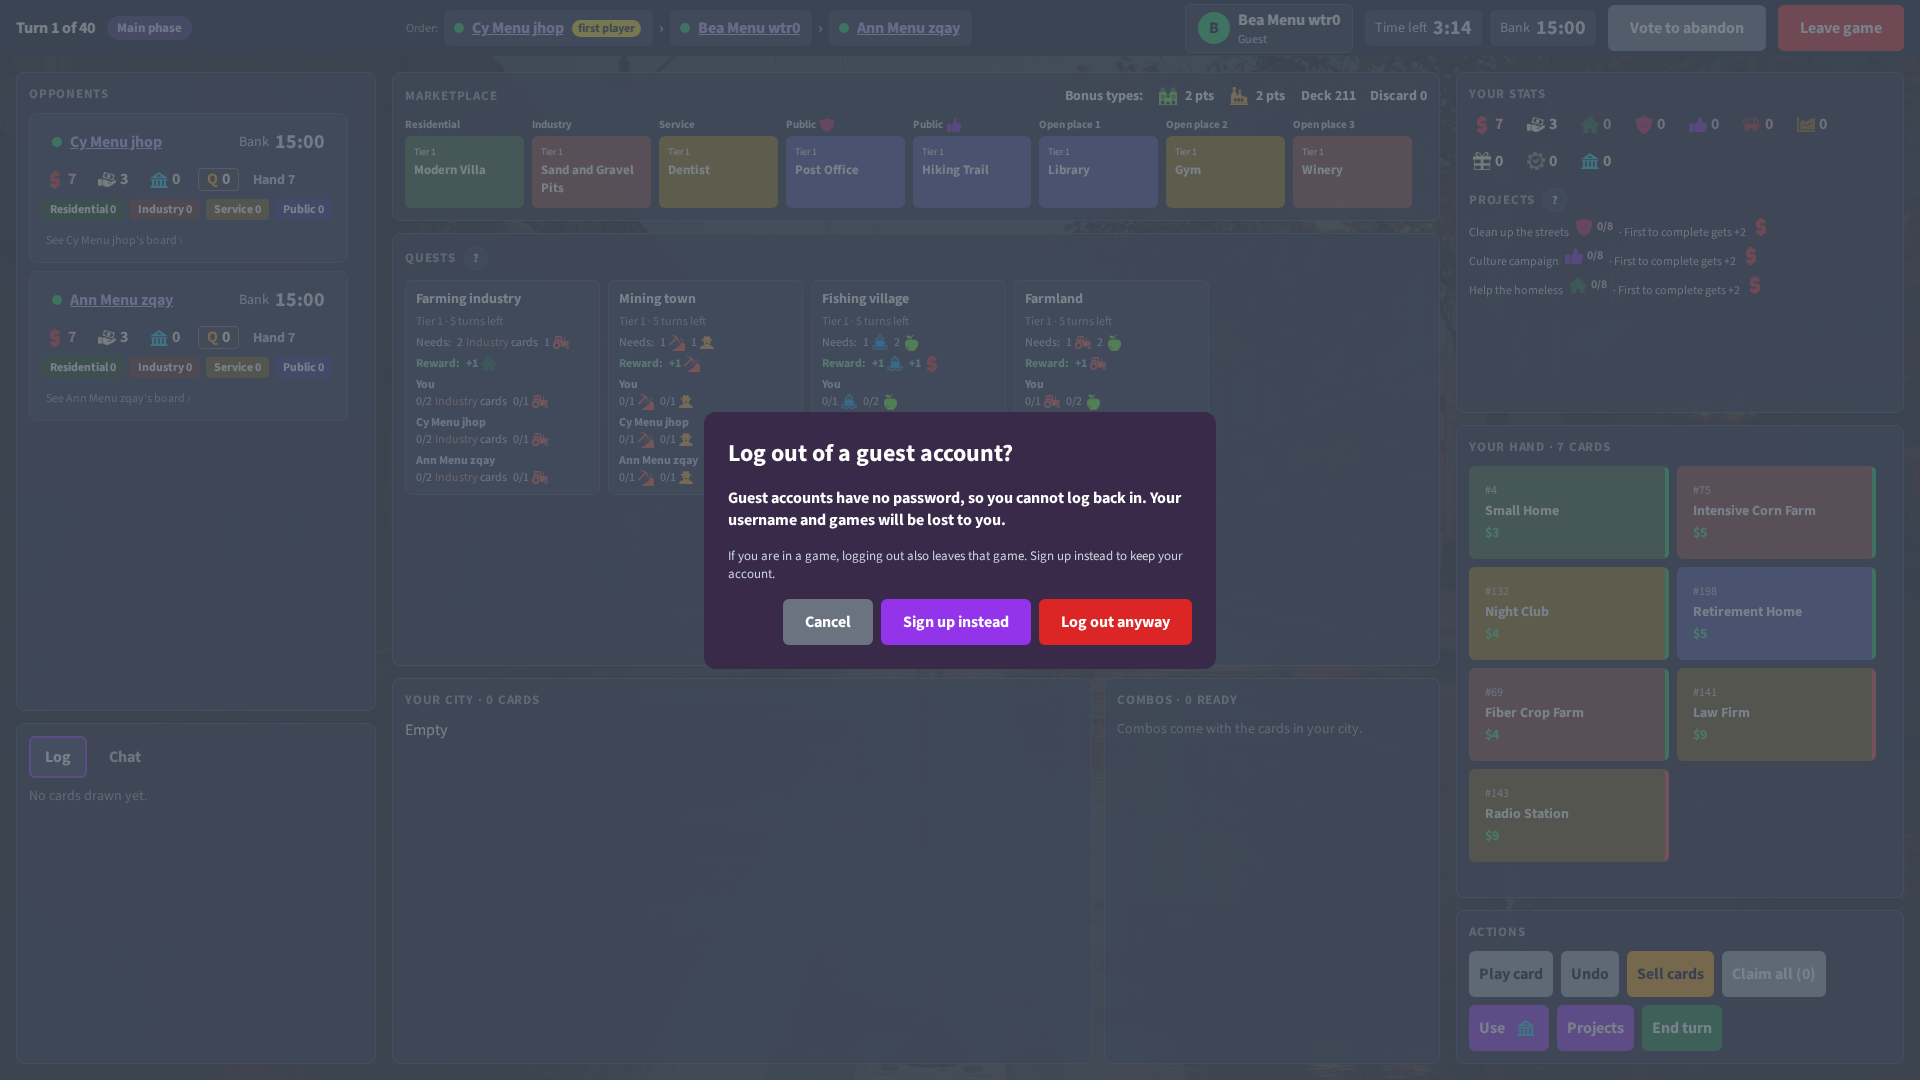 Turn 1 of 40 Main phase
Order: Cy Menu jhop first player › Bea Menu wtr0 › Ann Menu zqay
B Bea Menu wtr0
Guest
Time left 3:14 Bank 15:00 Vote to abandon Leave game
OPPONENTS
Cy Menu jhop Bank 15:00
7 3 0 Q 0 Hand 7
Residential 0 Industry 0 Service 0 Public 0
See Cy Menu jhop's board ›
Ann Menu zqay Bank 15:00
7 3 0 Q 0 Hand 7
Residential 0 Industry 0 Service 0 Public 0
See Ann Menu zqay's board ›
Log Chat
No cards drawn yet.
MARKETPLACE Bonus types: 2 pts 2 pts Deck 211 Discard 0
Residential Industry Service Public Public Open place 1 Open place 2 Open place 3
Tier 1 Tier 1 Tier 1 Tier 1 Tier 1 Tier 1 Tier 1 Tier 1
Modern Villa Sand and Gravel Dentist Post Office Hiking Trail Library Gym Winery
Pits
QUESTS ?
Farming industry
Tier 1 · 5 turns left
Needs: 2 Industry cards 1
Reward: +1
You
0/2 Industry cards 0/1
Cy Menu jhop
0/2 Industry cards 0/1
Ann Menu zqay
0/2 Industry cards 0/1
Mining town
Tier 1 · 5 turns left
Needs: 1 1
Reward: +1
You
0/1 0/1
Cy Menu jhop
0/1 0/1
Ann Menu zqay
0/1 0/1
Fishing village
Tier 1 · 5 turns left
Needs: 1 2
Reward: +1 +1
You
0/1 0/2
Farmland
Tier 1 · 5 turns left
Needs: 1 2
Reward: +1
You
0/1 0/2
Log out of a guest account?
Guest accounts have no password, so you cannot log back in. Your
username and games will be lost to you.
If you are in a game, logging out also leaves that game. Sign up instead to keep your
account.
Cancel Sign up instead Log out anyway
YOUR CITY · 0 CARDS
Empty
COMBOS · 0 READY
Combos come with the cards in your city.
YOUR STATS
7 3 0 0 0 0 0
0 0 0
PROJECTS ?
Clean up the streets 0/8 · First to complete gets +2
Culture campaign 0/8 · First to complete gets +2
Help the homeless 0/8 · First to complete gets +2
YOUR HAND · 7 CARDS
#4
Small Home
$3
#75
Intensive Corn Farm
$5
#132
Night Club
$4
#198
Retirement Home
$5
#69
Fiber Crop Farm
$4
#141
Law Firm
$9
#143
Radio Station
$9
ACTIONS
Play card Undo Sell cards Claim all (0)
Use Projects End turn